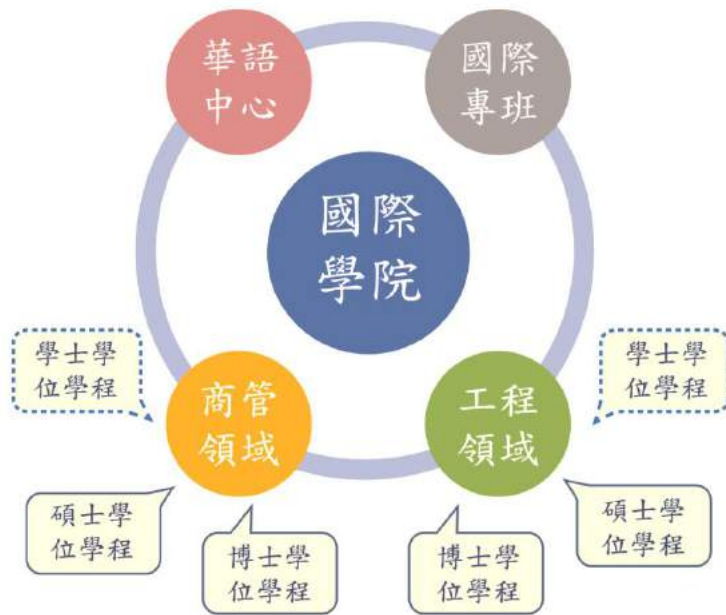 華語
中心
國際
專班
國際
學院
學士學
位學程
商管
領域
工程
領域
學士學
位學程
碩士學
位學程
博士學
位學程
博士學
位學程
碩士學
位學程